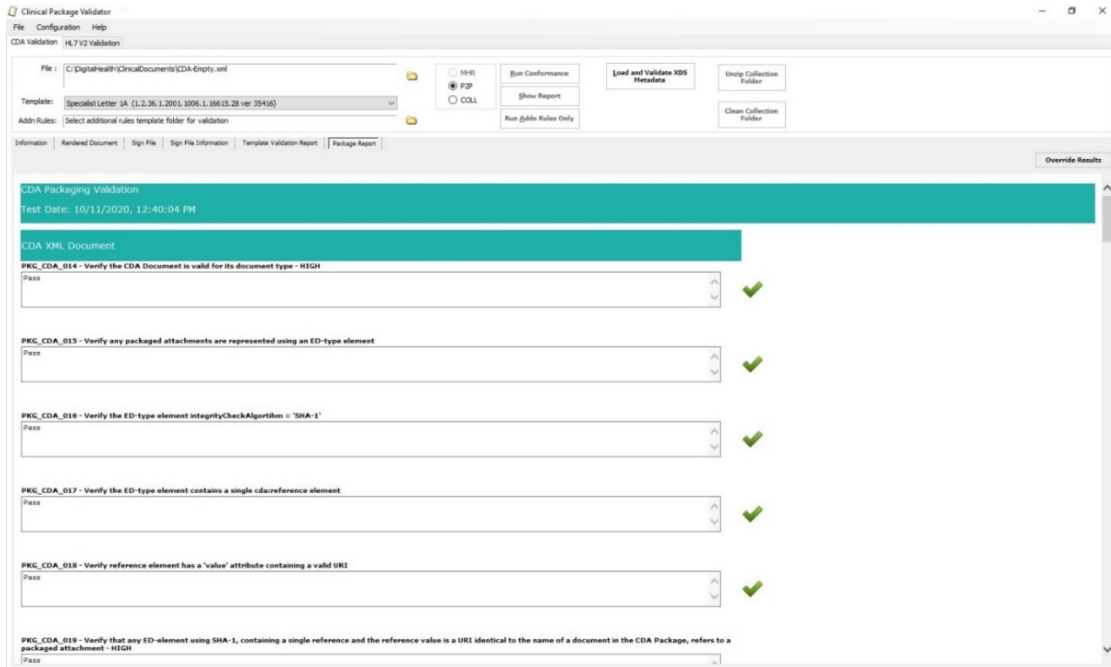 Clinical Package Validator
File Configuration Help
CDA Validation HL7 V2 Validation
File : C:\DigitalHealth\ClinicalDocuments\CDA-Empty.xml
MHR
P2P
COLL
Run Conformance
Show Report
Run Addn Rules Only
Load and Validate XDS
Metadata
Unzip Collection
Folder
Clean Collection
Folder
Template: Specialist Letter 1A (1.2.36.1.2001.1006.1.16615.28 ver 35416)
Addn Rules: Select additional rules template folder for validation
Information Rendered Document Sign File Sign File Information Template Validation Report Package Report
Override Results
CDA Packaging Validation
Test Date: 10/11/2020, 12:40:04 PM
CDA XML Document
PKG_CDA_014 - Verify the CDA Document is valid for its document type - HIGH
Pass
PKG_CDA_015 - Verify any packaged attachments are represented using an ED-type element
Pass
PKG_CDA_016 - Verify the ED-type element integrityCheckAlgortihm = 'SHA-1'
Pass
PKG_CDA_017 - Verify the ED-type element contains a single cda:reference element
Pass
PKG_CDA_018 - Verify reference element has a 'value' attribute containing a valid URI
Pass
PKG_CDA_019 - Verify that any ED-element using SHA-1, containing a single reference and the reference value is a URI identical to the name of a document in the CDA Package, refers to a
packaged attachment - HIGH
Pass